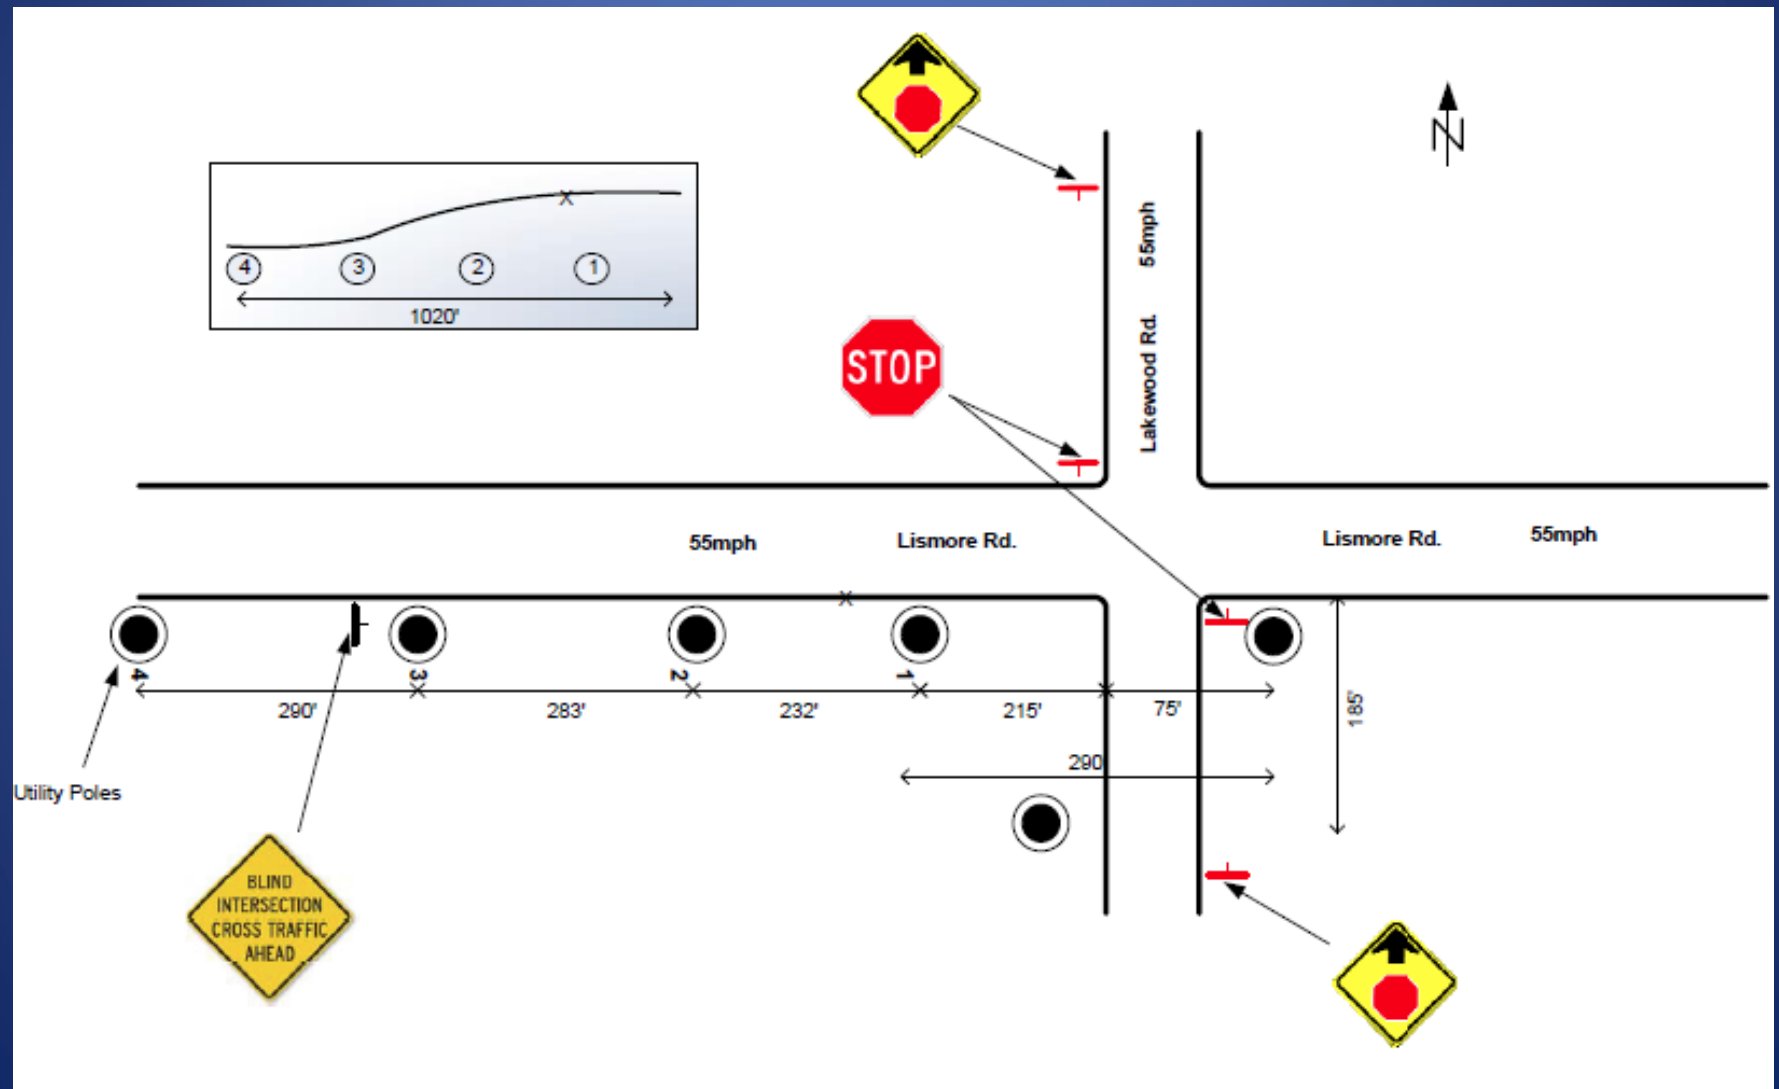 N
55mph
Lakewood Rd.
4
3
2
1
X
1020'
STOP
55mph
Lismore Rd.
Lismore Rd.
55mph
X
4
3
2
1
290'
283'
232'
215'
75'
185'
290
Utility Poles
BLIND
INTERSECTION
CROSS TRAFFIC
AHEAD